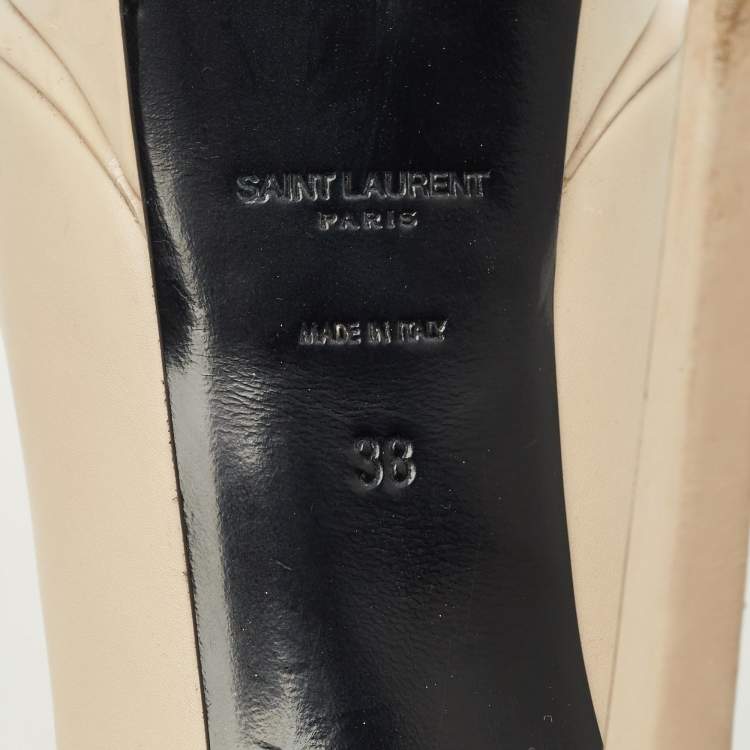 SAINT LAURENT
PARIS
MADE IN ITALY
38